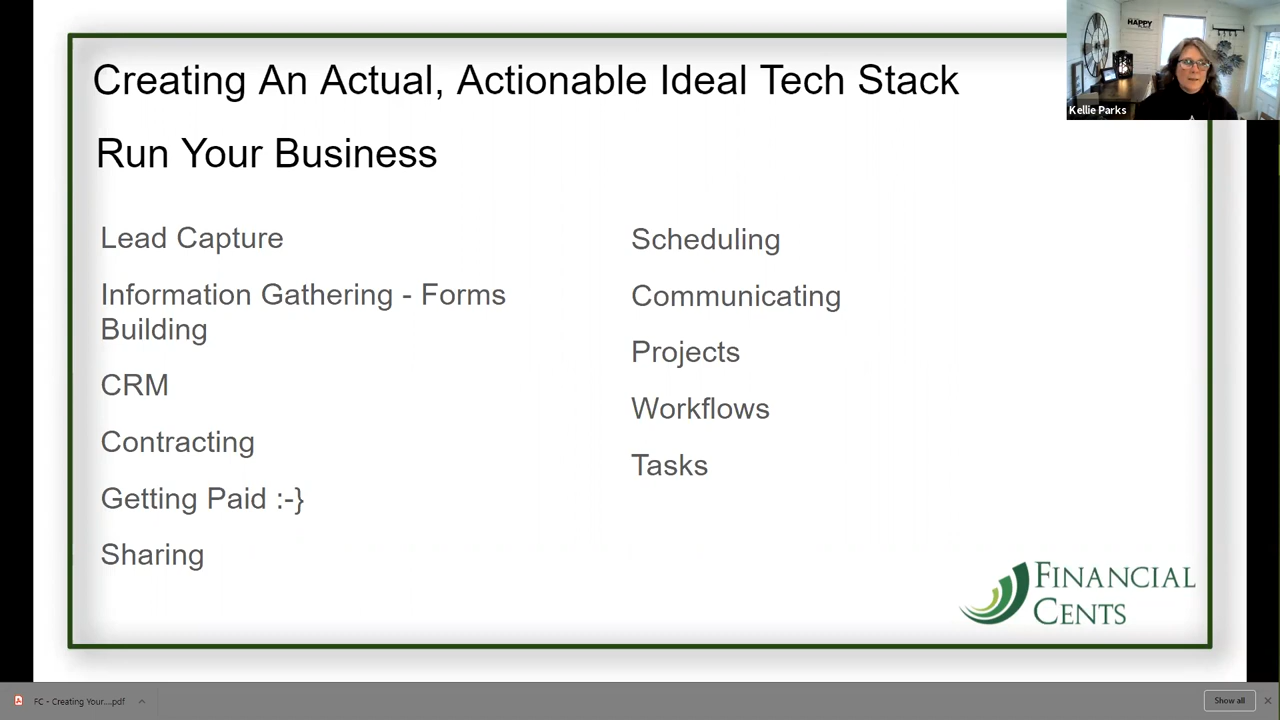 Creating An Actual, Actionable Ideal Tech Stack
Run Your Business
Lead Capture
Information Gathering - Forms
Building
CRM
Contracting
Getting Paid :-}
Sharing
Scheduling
Communicating
Projects
Workflows
Tasks
FINANCIAL
CENTS
HAPPY
Kellie Parks
FC - Creating Your....pdf
Show all